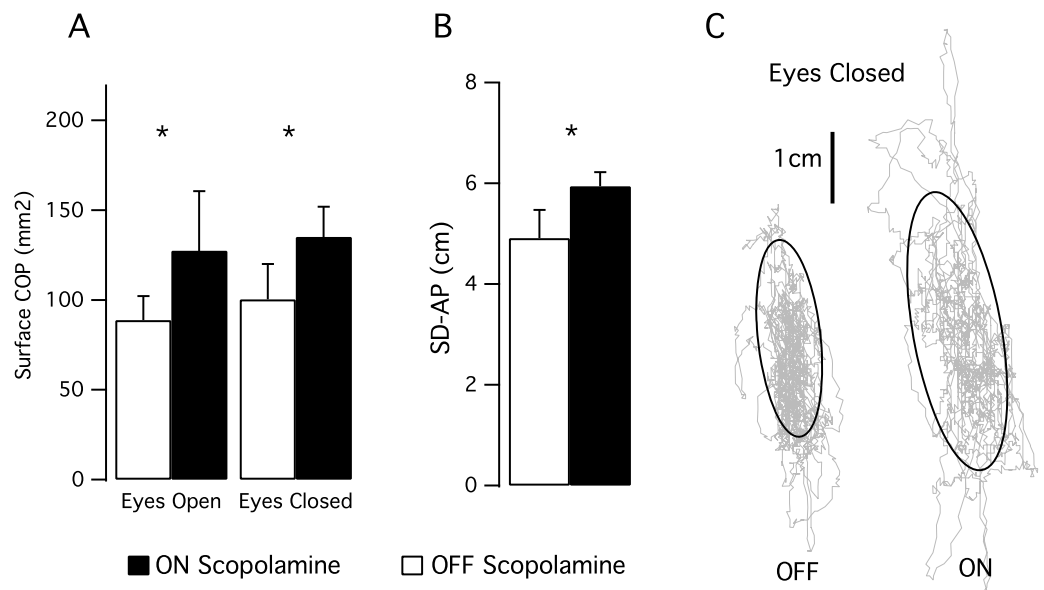 A
B
C
Surface COP (mm2)
200
150
100
50
0
*
*
Eyes Open
Eyes Closed
SD-AP (cm)
8
6
4
2
0
*
Eyes Closed
1cm
OFF
ON
ON Scopolamine
OFF Scopolamine